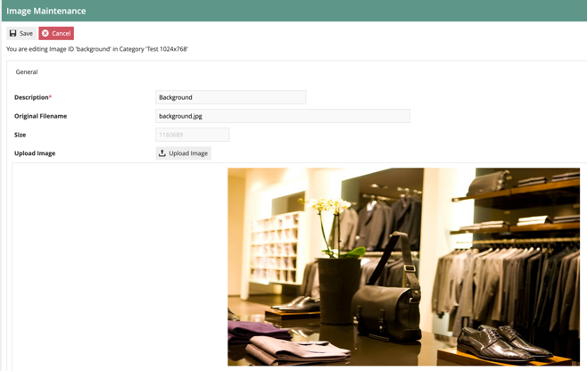 Image Maintenance
Save Cancel
You are editing Image ID 'background' in Category 'Test 1024x768'
General
Description* Background
Original Filename background.jpg
Size 1180689
Upload Image Upload Image